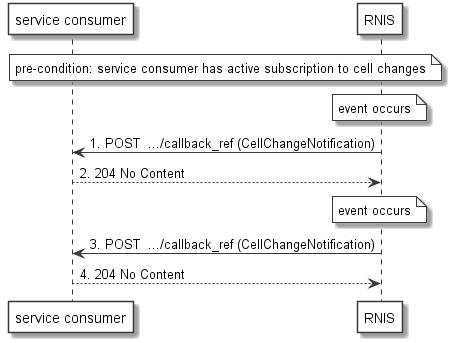 service consumer
RNIS
pre-condition: service consumer has active subscription to cell changes
event occurs
1. POST .../callback_ref (CellChangeNotification)
2. 204 No Content
event occurs
3. POST .../callback_ref (CellChangeNotification)
4. 204 No Content
service consumer
RNIS